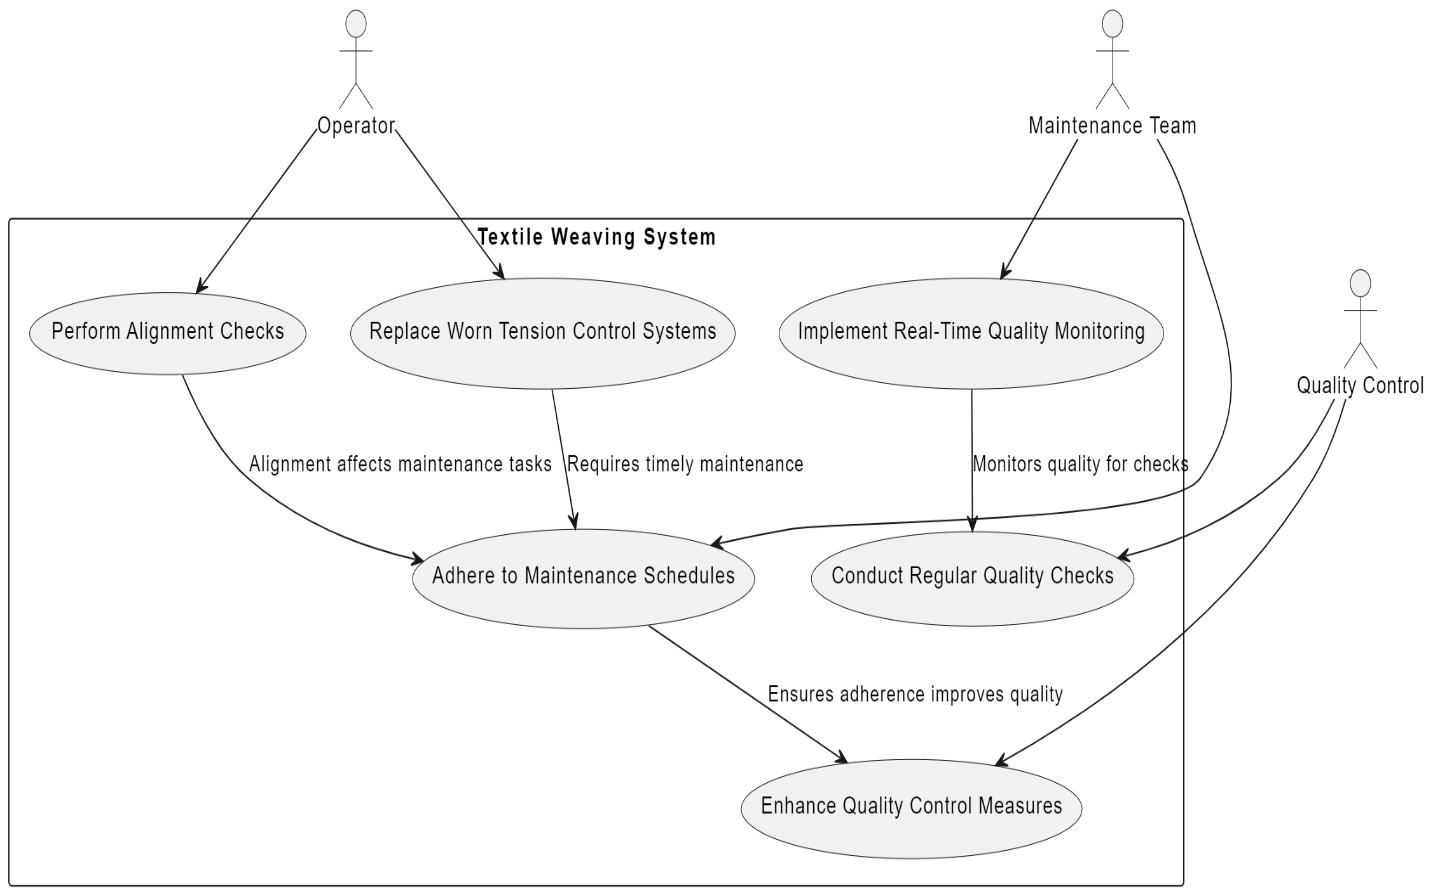 Operator
Maintenance Team
Textile Weaving System
Perform Alignment Checks
Replace Worn Tension Control Systems
Implement Real-Time Quality Monitoring
Quality Control
Alignment affects maintenance tasks
Requires timely maintenance
Monitors quality for checks
Adhere to Maintenance Schedules
Conduct Regular Quality Checks
Ensures adherence improves quality
Enhance Quality Control Measures